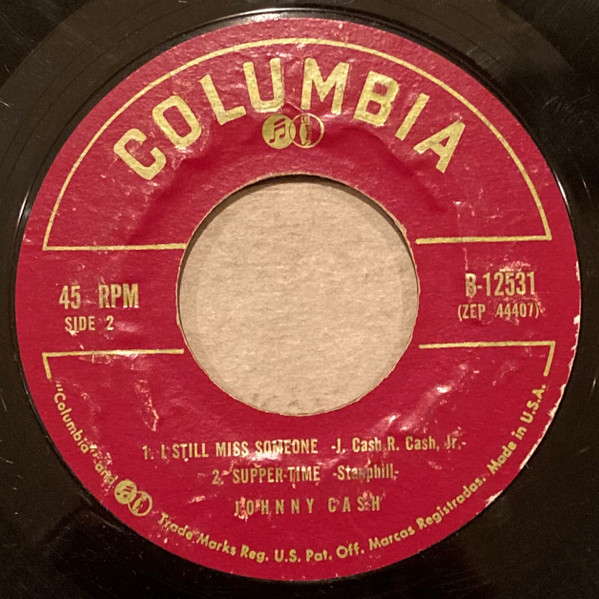 COLUMBIA
45 RPM
SIDE 2
B-12531
(ZEP 44407)
1. I STILL MISS SOMEONE -J. Cash, R. Cash, Jr.-
2. SUPPER-TIME -Stanphill-
JOHNNY CASH
"Columbia" and Trade Marks Reg. U.S. Pat. Off. Marcas Registradas. Made in U.S.A.